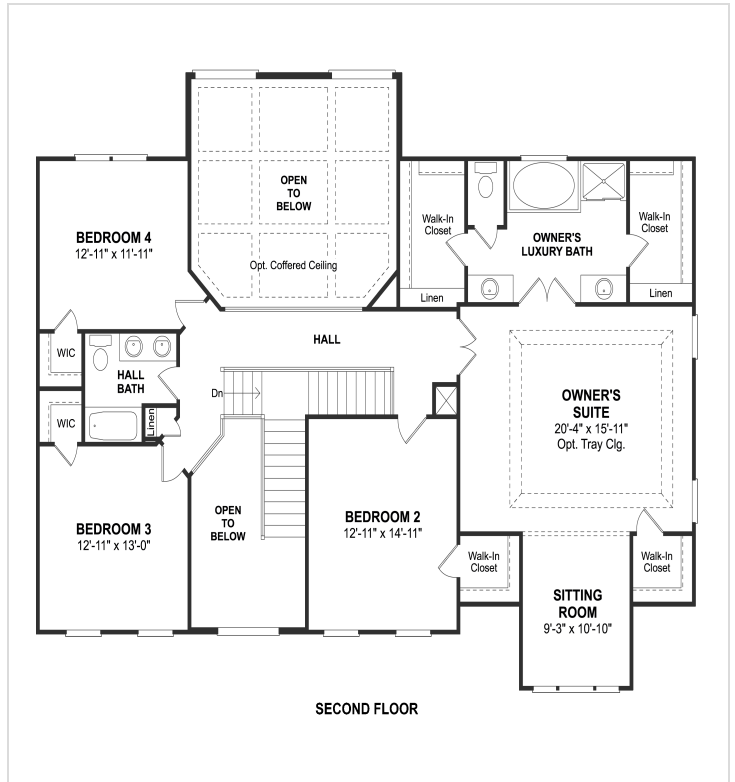 OPEN
TO
BELOW
Opt. Coffered Ceiling
BEDROOM 4
12'-11" x 11'-11"
Walk-In
Closet
Linen
OWNER'S
LUXURY BATH
Walk-In
Closet
Linen
HALL
WIC
HALL
BATH
WIC
Linen
Dn
OWNER'S
SUITE
20'-4" x 15'-11"
Opt. Tray Clg.
BEDROOM 3
12'-11" x 13'-0"
OPEN
TO
BELOW
BEDROOM 2
12'-11" x 14'-11"
Walk-In
Closet
Walk-In
Closet
SITTING
ROOM
9'-3" x 10'-10"
SECOND FLOOR